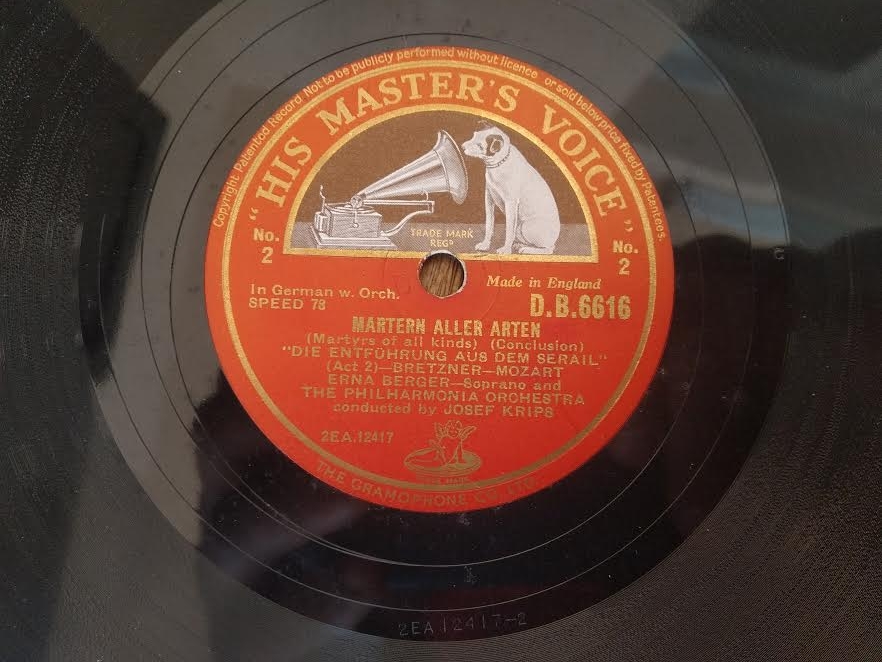 Copyright Patented Record Not to be publicly performed without licence or sold below price fixed by Patentees.
"HIS MASTER'S VOICE"
TRADE MARK
REGD
No. 2
No. 2
In German w. Orch.
SPEED 78
Made in England
D.B.6616
MARTERN ALLER ARTEN
(Martyrs of all kinds) (Conclusion)
"DIE ENTFÜHRUNG AUS DEM SERAIL"
(Act 2)—BRETZNER—MOZART
ERNA BERGER—Soprano and
THE PHILHARMONIA ORCHESTRA
conducted by JOSEF KRIPS
2EA.12417
TRADE MARK
THE GRAMOPHONE CO. LTD.
2EA12417-2